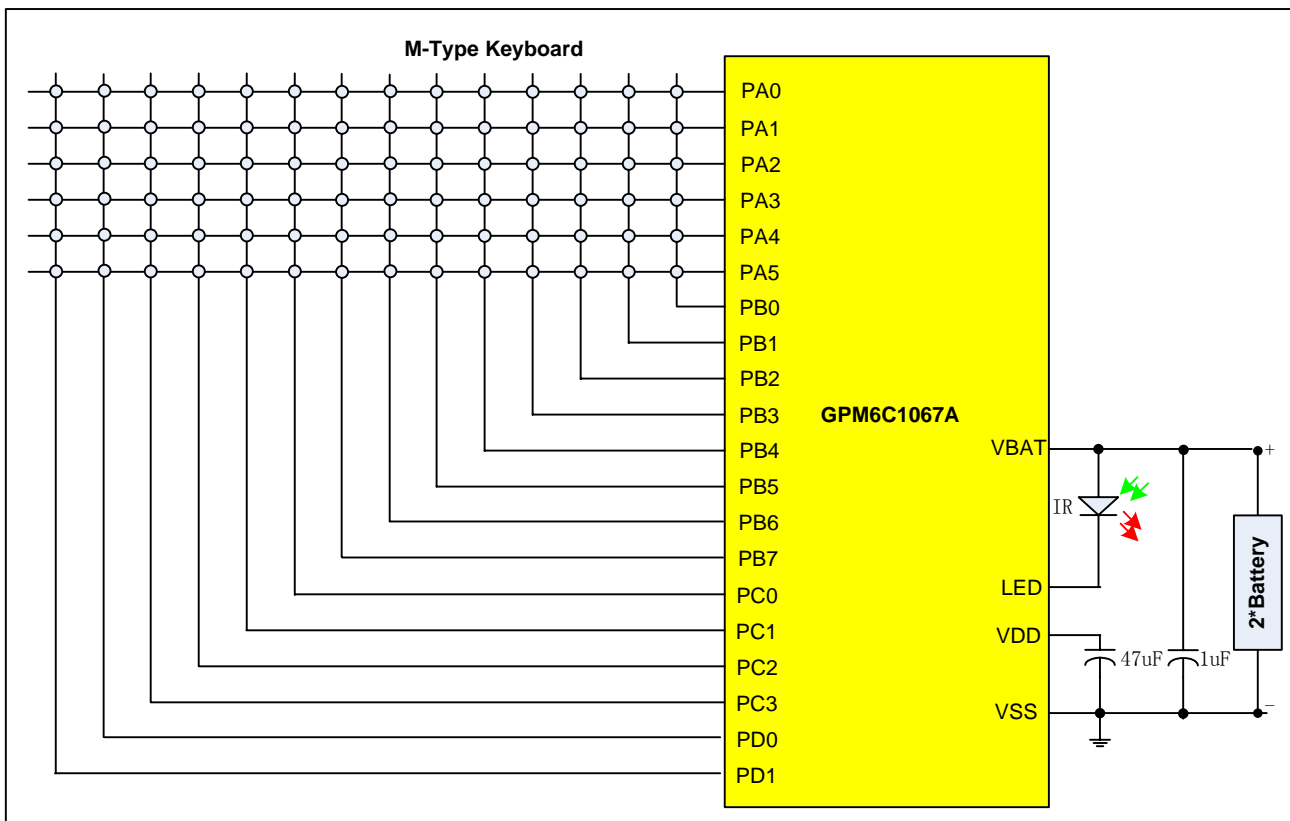 M-Type Keyboard
PA0
PA1
PA2
PA3
PA4
PA5
PB0
PB1
PB2
PB3
PB4
PB5
PB6
PB7
PC0
PC1
PC2
PC3
PD0
PD1
GPM6C1067A
VBAT
LED
VDD
VSS
IR
47uF
1uF
+
2*Battery
-